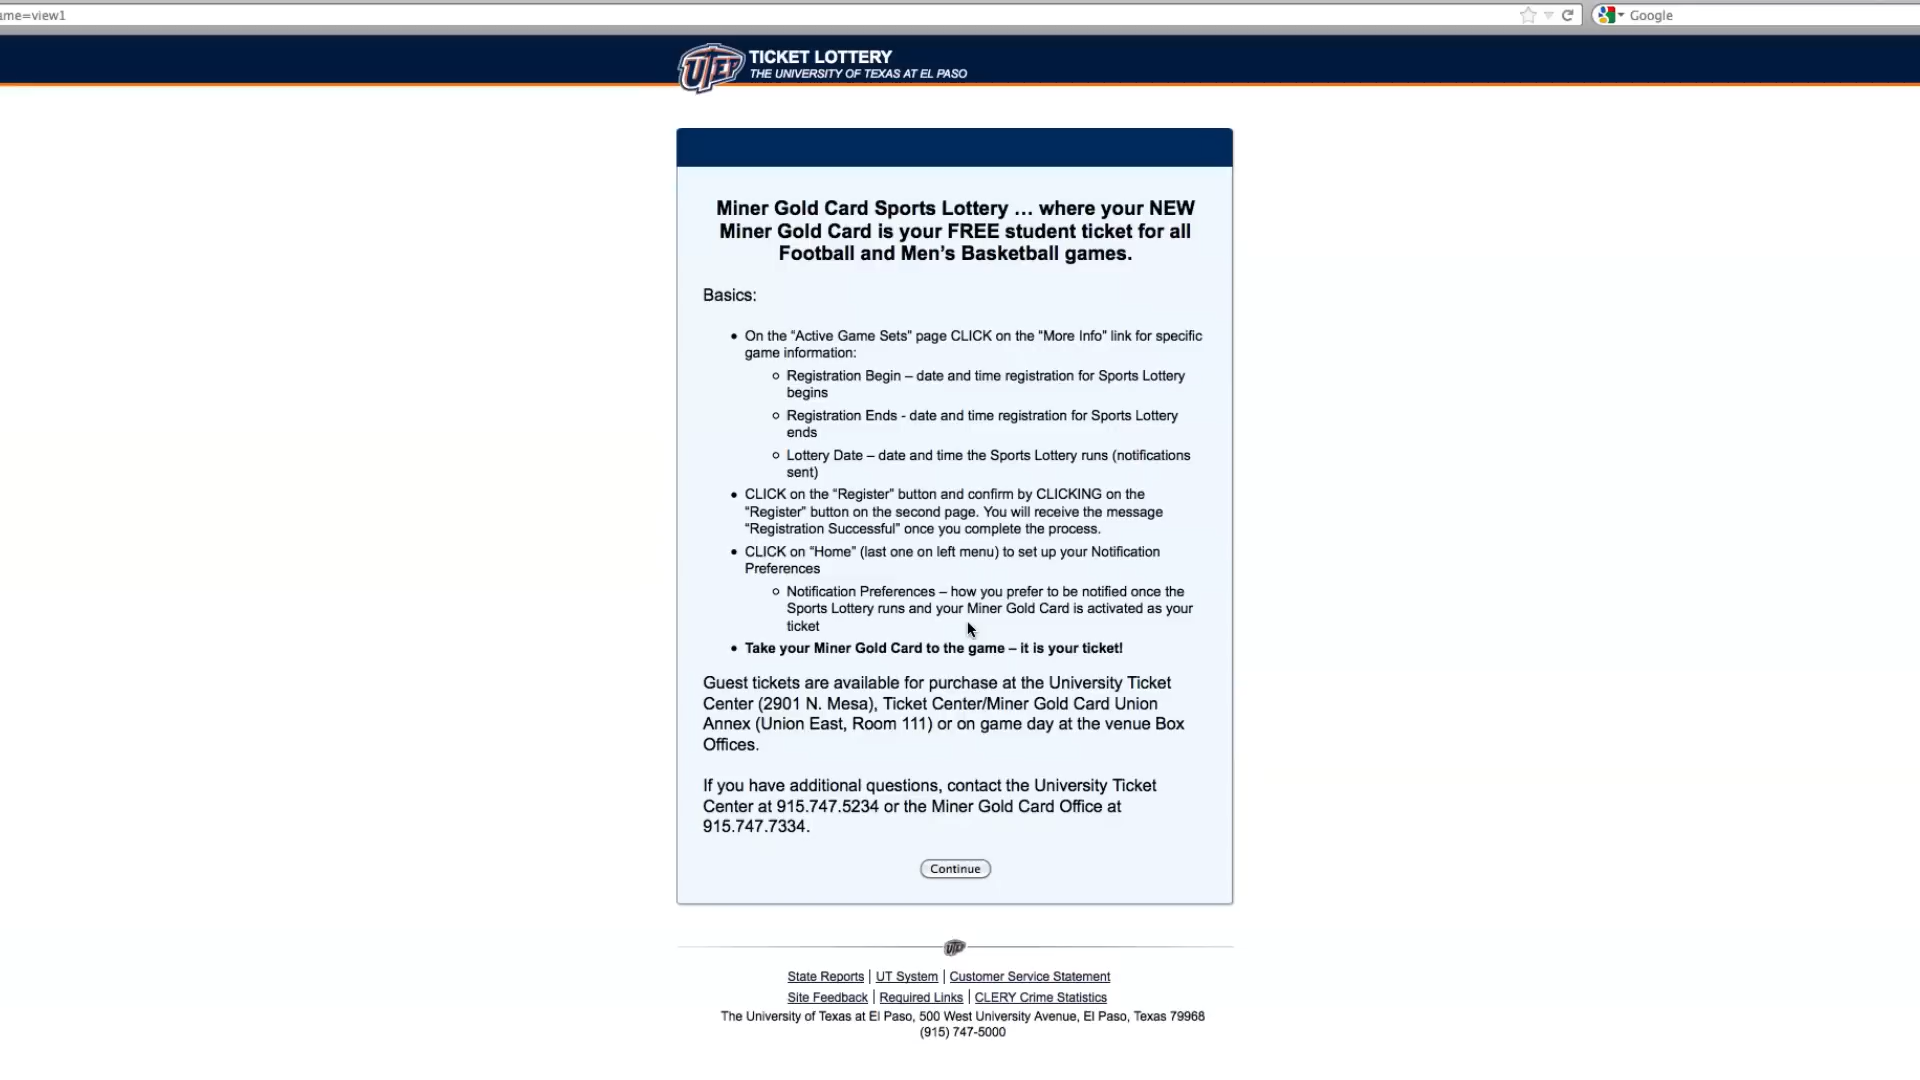 ame=view1
Google
UTEP
TICKET LOTTERY
THE UNIVERSITY OF TEXAS AT EL PASO
Miner Gold Card Sports Lottery … where your NEW
Miner Gold Card is your FREE student ticket for all
Football and Men’s Basketball games.
Basics:
• On the “Active Game Sets” page CLICK on the “More Info” link for specific
game information:
○ Registration Begin – date and time registration for Sports Lottery
begins
○ Registration Ends - date and time registration for Sports Lottery
ends
○ Lottery Date – date and time the Sports Lottery runs (notifications
sent)
• CLICK on the “Register” button and confirm by CLICKING on the
“Register” button on the second page. You will receive the message
“Registration Successful” once you complete the process.
• CLICK on “Home” (last one on left menu) to set up your Notification
Preferences
○ Notification Preferences – how you prefer to be notified once the
Sports Lottery runs and your Miner Gold Card is activated as your
ticket
• Take your Miner Gold Card to the game – it is your ticket!
Guest tickets are available for purchase at the University Ticket
Center (2901 N. Mesa), Ticket Center/Miner Gold Card Union
Annex (Union East, Room 111) or on game day at the venue Box
Offices.
If you have additional questions, contact the University Ticket
Center at 915.747.5234 or the Miner Gold Card Office at
915.747.7334.
Continue
UTEP
State Reports | UT System | Customer Service Statement
Site Feedback | Required Links | CLERY Crime Statistics
The University of Texas at El Paso, 500 West University Avenue, El Paso, Texas 79968
(915) 747-5000